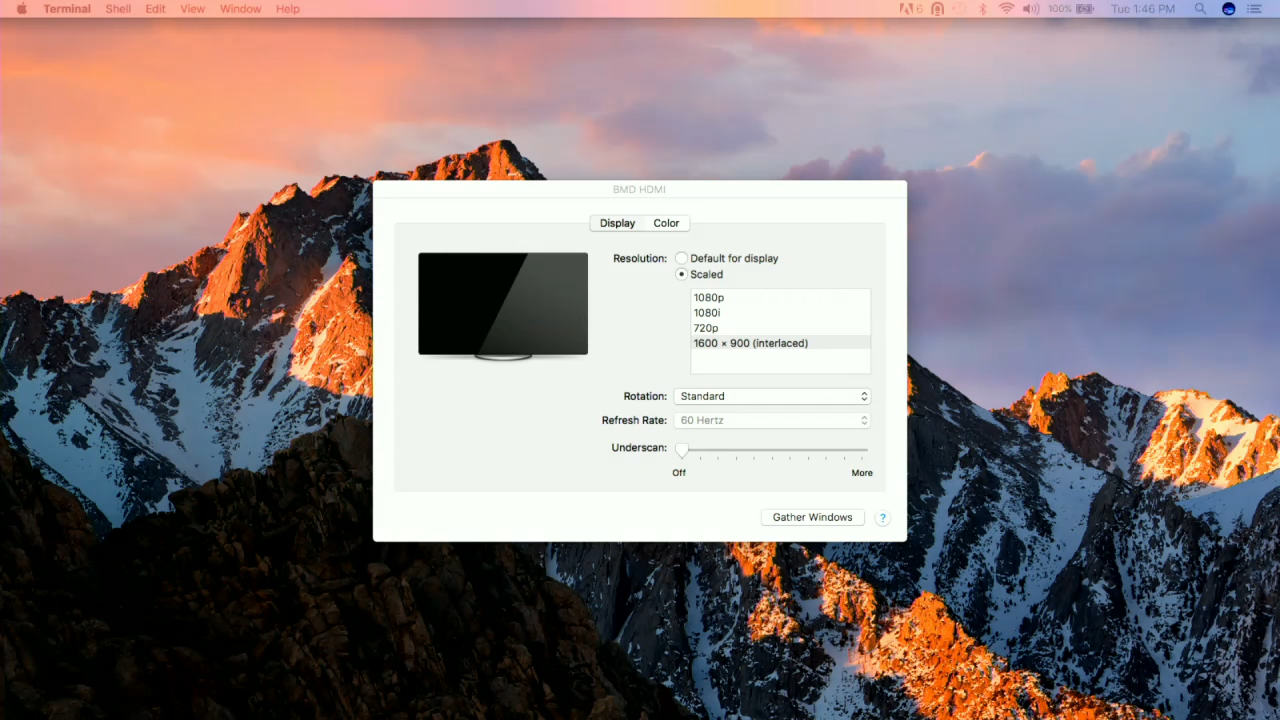 Terminal Shell Edit View Window Help 6 100% Tue 1:46 PM
BMD HDMI
Display Color
Resolution: Default for display
Scaled
1080p
1080i
720p
1600 × 900 (interlaced)
Rotation: Standard
Refresh Rate: 60 Hertz
Underscan:
Off More
Gather Windows ?